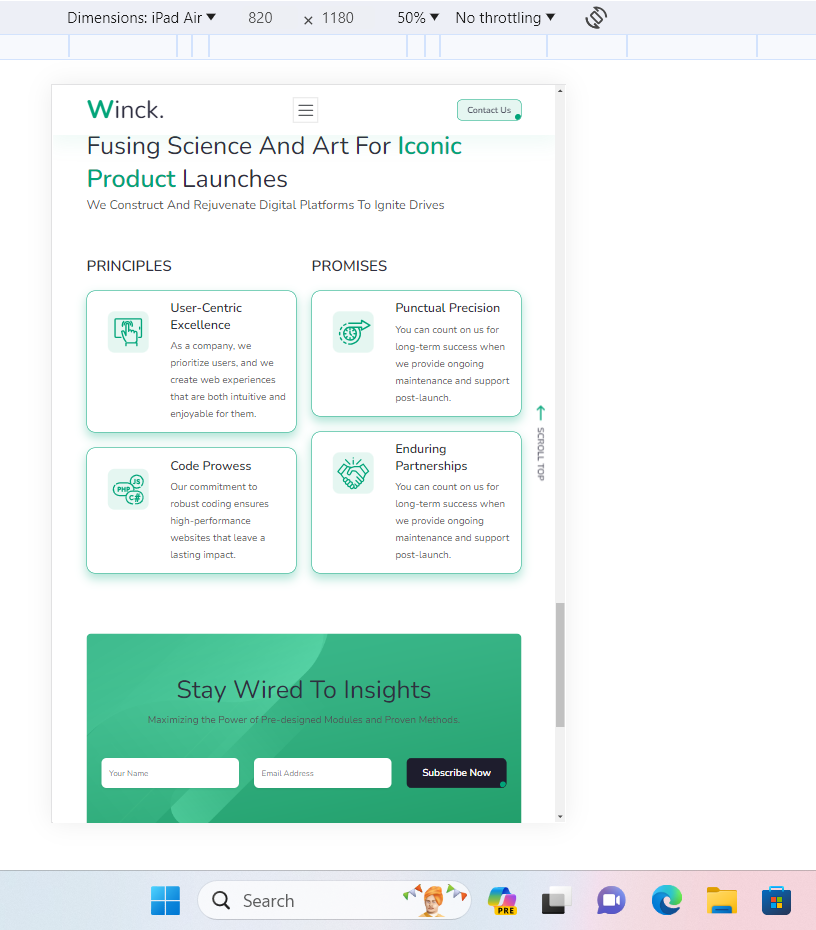 Dimensions: iPad Air 820 × 1180 50% No throttling
Winck.
Contact Us
Fusing Science And Art For Iconic
Product Launches
We Construct And Rejuvenate Digital Platforms To Ignite Drives
PRINCIPLES
User-Centric
Excellence
As a company, we
prioritize users, and we
create web experiences
that are both intuitive and
enjoyable for them.
Code Prowess
Our commitment to
robust coding ensures
high-performance
websites that leave a
lasting impact.
PHP
JS
C#
PROMISES
Punctual Precision
You can count on us for
long-term success when
we provide ongoing
maintenance and support
post-launch.
Enduring
Partnerships
You can count on us for
long-term success when
we provide ongoing
maintenance and support
post-launch.
SCROLL TOP
Stay Wired To Insights
Maximizing the Power of Pre-designed Modules and Proven Methods.
Your Name
Email Address
Subscribe Now
Search
PRE